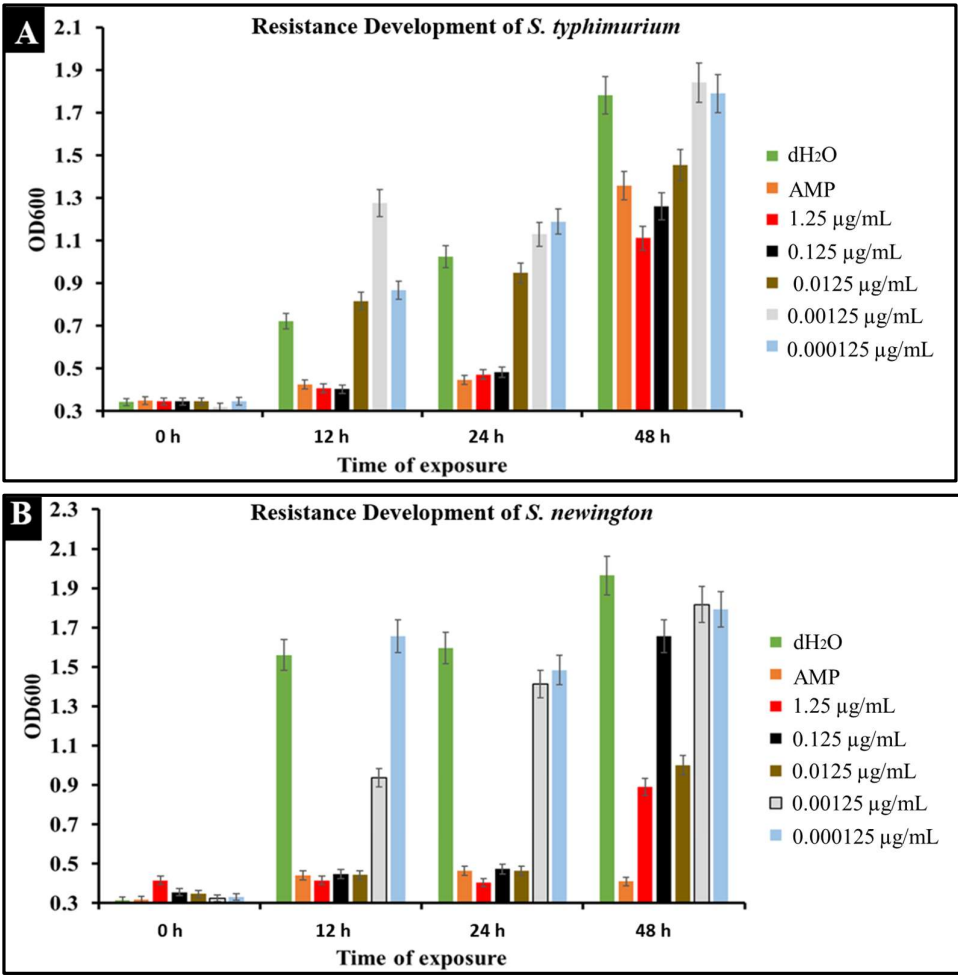 A
Resistance Development of S. typhimurium
2.1
1.9
1.7
1.5
1.3
1.1
0.9
0.7
0.5
0.3
OD600
0 h
12 h
24 h
48 h
Time of exposure
dH₂O
AMP
1.25 µg/mL
0.125 µg/mL
0.0125 µg/mL
0.00125 µg/mL
0.000125 µg/mL
B
Resistance Development of S. newington
2.3
2.1
1.9
1.7
1.5
1.3
1.1
0.9
0.7
0.5
0.3
OD600
0 h
12 h
24 h
48 h
Time of exposure
dH₂O
AMP
1.25 µg/mL
0.125 µg/mL
0.0125 µg/mL
0.00125 µg/mL
0.000125 µg/mL